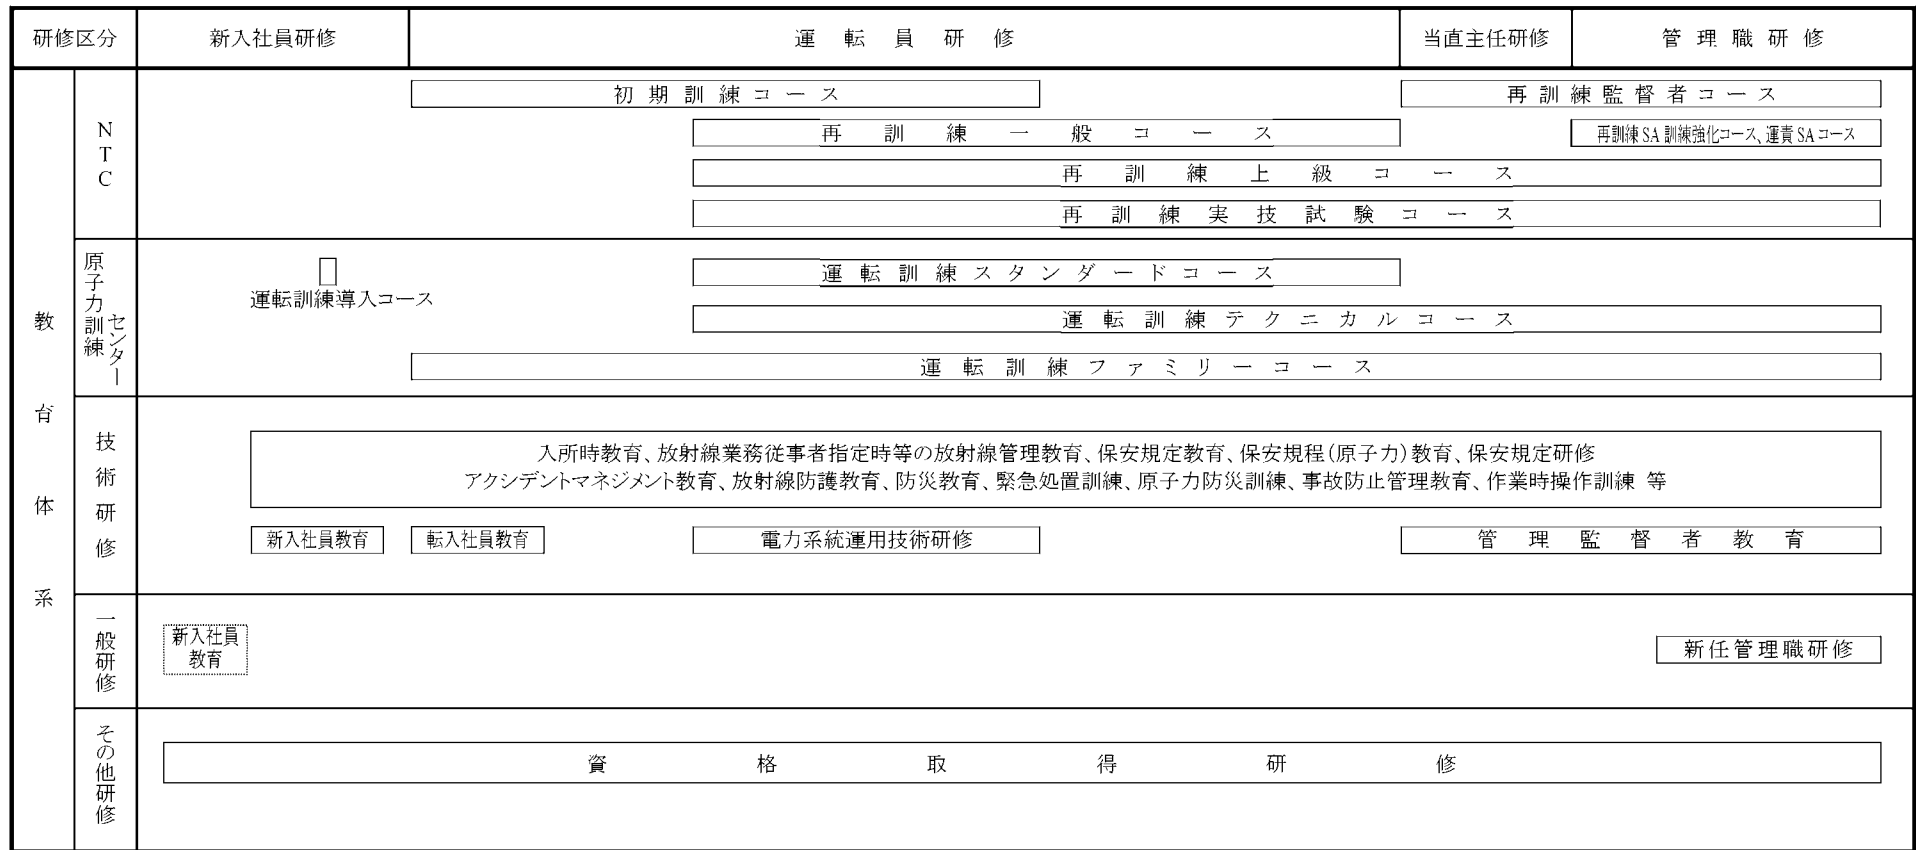 研修区分
新入社員研修
運転員研修
当直主任研修
管理職研修
教育体系
NTC
初期訓練コース
再訓練監督者コース
再訓練一般コース
再訓練SA訓練強化コース、運責SAコース
再訓練上級コース
再訓練実技試験コース
原子力訓練
センター
運転訓練導入コース
運転訓練スタンダードコース
運転訓練テクニカルコース
運転訓練ファミリーコース
技術研修
入所時教育、放射線業務従事者指定時等の放射線管理教育、保安規定教育、保安規程(原子力)教育、保安規定研修
アクシデントマネジメント教育、放射線防護教育、防災教育、緊急処置訓練、原子力防災訓練、事故防止管理教育、作業時操作訓練 等
新入社員教育
転入社員教育
電力系統運用技術研修
管理監督者教育
一般研修
新入社員
教育
新任管理職研修
その他研修
資格取得研修